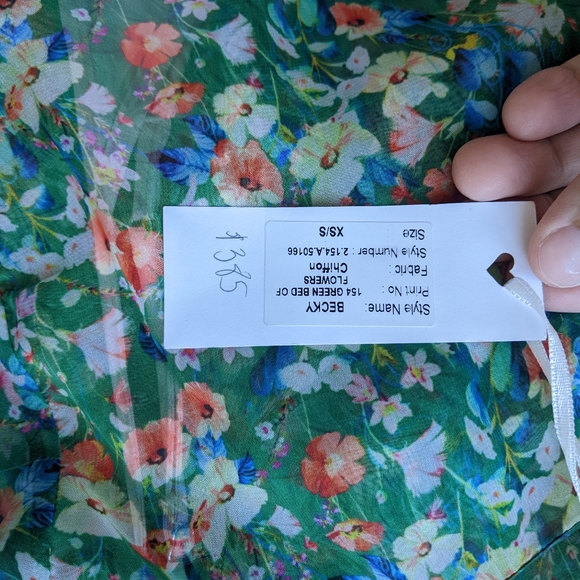 Style Name: BECKY
Print No : 154 GREEN BED OF
FLOWERS
Fabric : Chiffon
Style Number : 2.154.A.50166
Size : XS/S
$385